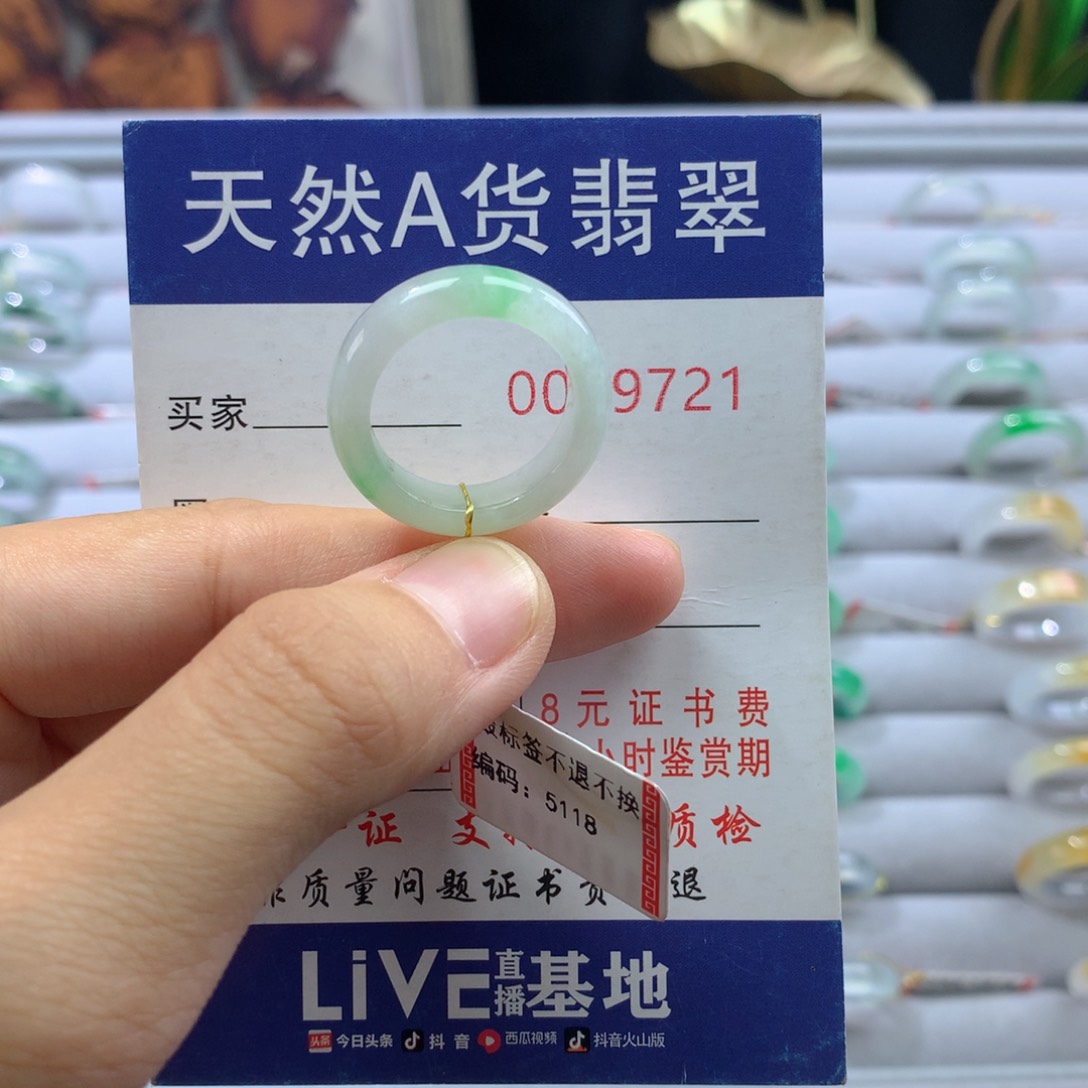 天然A货翡翠
00 9721
买家
8元证书费
小时鉴赏期
证 支 质检
质量问题证书 退
标签不退不换
编码：5118
LiVE直播基地
头条 今日头条 抖音 西瓜视频 抖音火山版